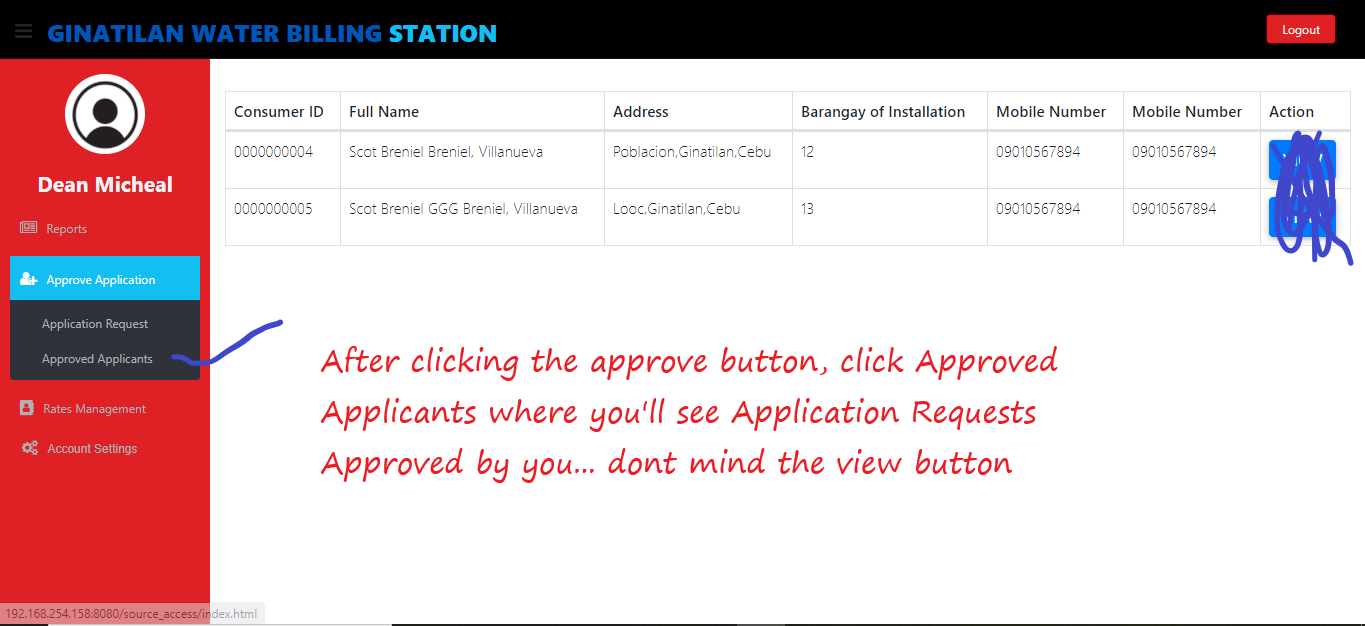 GINATILAN WATER BILLING STATION
Logout
Dean Micheal
Reports
Approve Application
Application Request
Approved Applicants
Rates Management
Account Settings
Consumer ID Full Name Address Barangay of Installation Mobile Number Mobile Number Action
0000000004 Scot Breniel Breniel, Villanueva Poblacion,Ginatilan,Cebu 12 09010567894 09010567894
0000000005 Scot Breniel GGG Breniel, Villanueva Looc,Ginatilan,Cebu 13 09010567894 09010567894
After clicking the approve button, click Approved
Applicants where you'll see Application Requests
Approved by you... dont mind the view button
192.168.254.158:8080/source_access/index.html